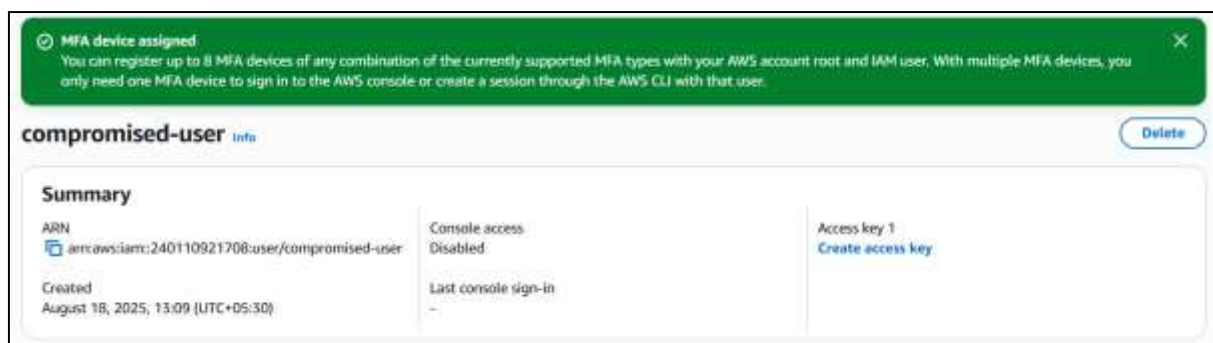 MFA device assigned
You can register up to 8 MFA devices of any combination of the currently supported MFA types with your AWS account root and IAM user. With multiple MFA devices, you
only need one MFA device to sign in to the AWS console or create a session through the AWS CLI with that user.
compromised-user Info
Delete
Summary
ARN
arn:aws:iam::240110921708:user/compromised-user
Created
August 18, 2025, 13:09 (UTC+05:30)
Console access
Disabled
Last console sign-in
-
Access key 1
Create access key